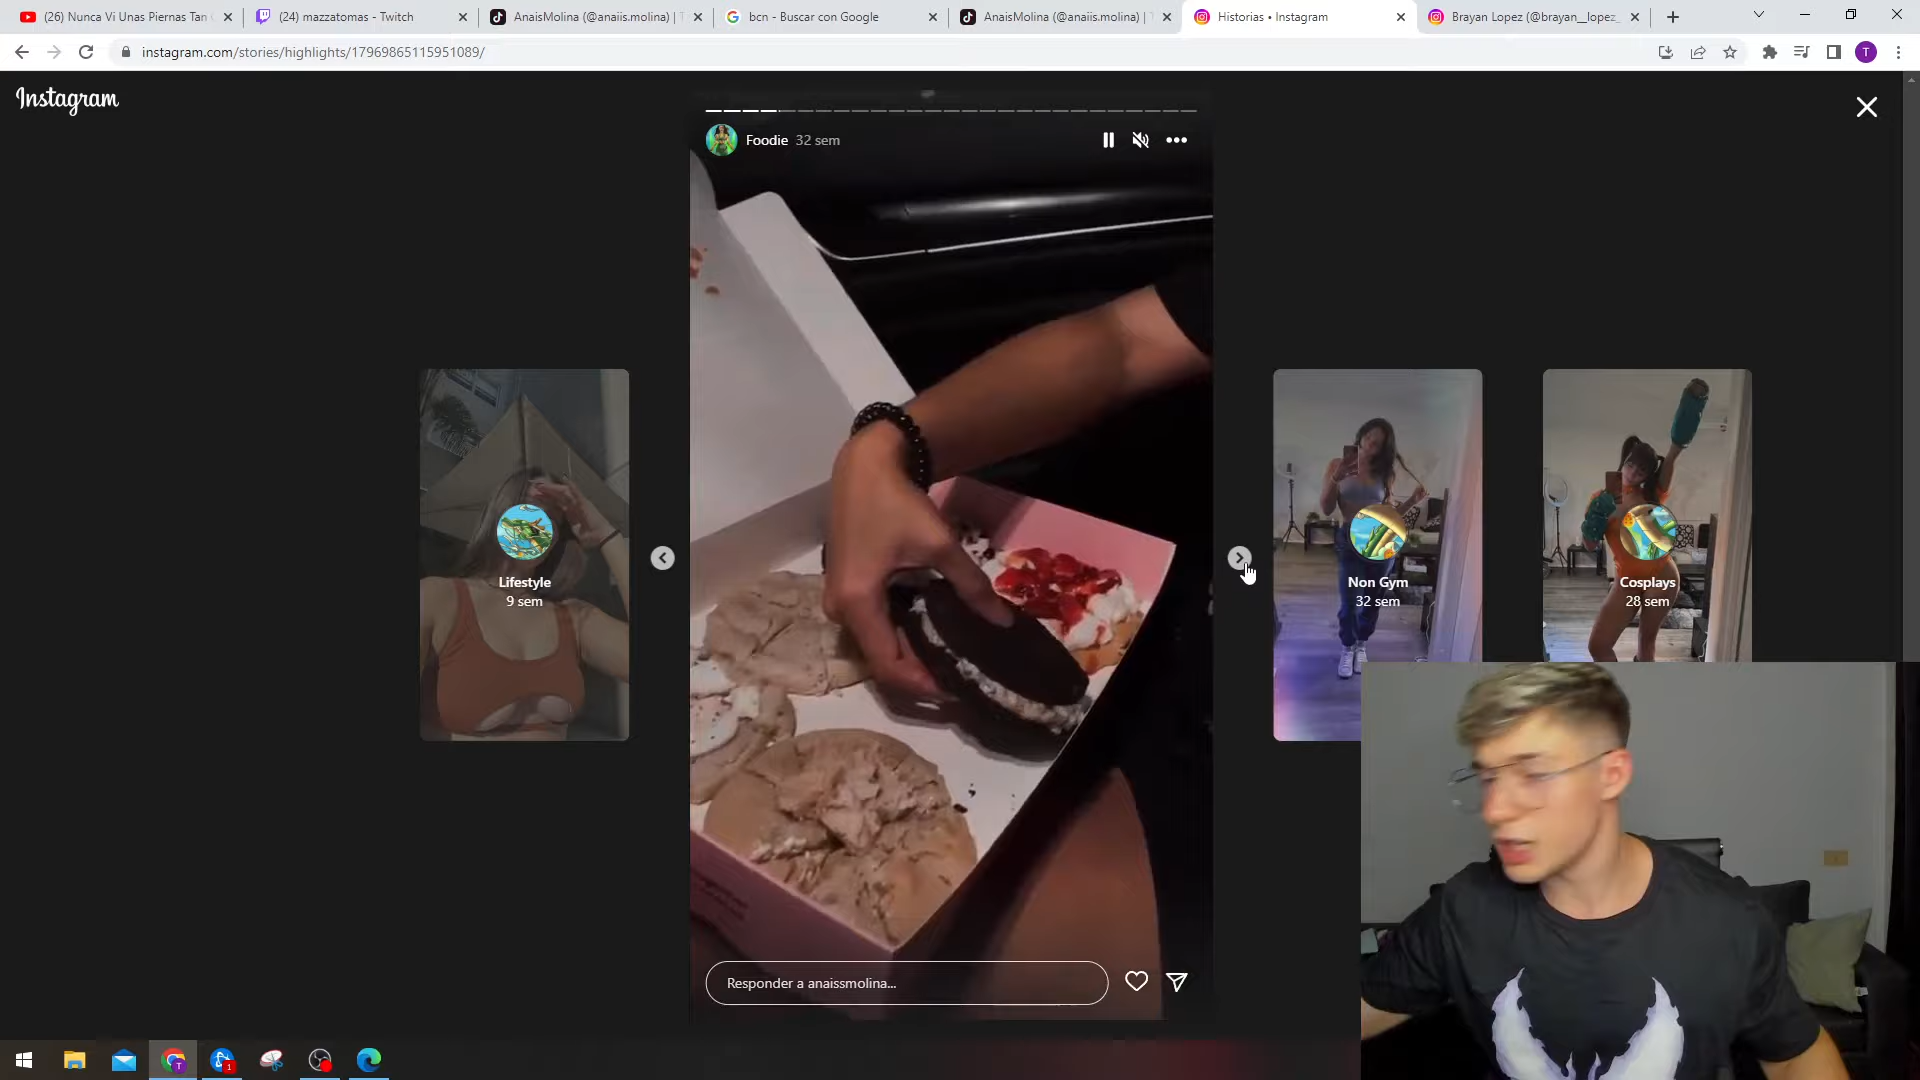 (26) Nunca Vi Unas Piernas Tan
(24) mazzatomas - Twitch
AnaisMolina (@anaiis.molina) |
bcn - Buscar con Google
AnaisMolina (@anaiis.molina) |
Historias • Instagram
Brayan Lopez (@brayan__lopez_
instagram.com/stories/highlights/17969865115951089/
T
Instagram
Foodie 32 sem
Lifestyle
9 sem
Non Gym
32 sem
Cosplays
28 sem
Responder a anaissmolina...
T
1